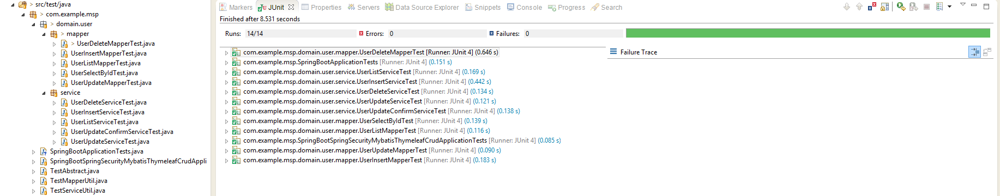 > src/test/java
> com.example.msp
> domain.user
> mapper
> UserDeleteMapperTest.java
UserInsertMapperTest.java
UserListMapperTest.java
UserSelectByIdTest.java
UserUpdateMapperTest.java
service
UserDeleteServiceTest.java
UserInsertServiceTest.java
UserListServiceTest.java
UserUpdateConfirmServiceTest.java
UserUpdateServiceTest.java
SpringBootApplicationTests.java
SpringBootSpringSecurityMybatisThymeleafCrudAppli
TestAbstract.java
TestMapperUtil.java
TestServiceUtil.java
Markers JUnit Properties Servers Data Source Explorer Snippets Console Progress Search
Finished after 8.531 seconds
Runs: 14/14 Errors: 0 Failures: 0
com.example.msp.domain.user.mapper.UserDeleteMapperTest [Runner: JUnit 4] (0.646 s)
com.example.msp.SpringBootApplicationTests [Runner: JUnit 4] (0.151 s)
com.example.msp.domain.user.service.UserListServiceTest [Runner: JUnit 4] (0.169 s)
com.example.msp.domain.user.service.UserInsertServiceTest [Runner: JUnit 4] (0.442 s)
com.example.msp.domain.user.service.UserDeleteServiceTest [Runner: JUnit 4] (0.134 s)
com.example.msp.domain.user.service.UserUpdateServiceTest [Runner: JUnit 4] (0.121 s)
com.example.msp.domain.user.service.UserUpdateConfirmServiceTest [Runner: JUnit 4] (0.138 s)
com.example.msp.domain.user.mapper.UserSelectByIdTest [Runner: JUnit 4] (0.139 s)
com.example.msp.domain.user.mapper.UserListMapperTest [Runner: JUnit 4] (0.116 s)
com.example.msp.SpringBootSpringSecurityMybatisThymeleafCrudApplicationTests [Runner: JUnit 4] (0.085 s)
com.example.msp.domain.user.mapper.UserUpdateMapperTest [Runner: JUnit 4] (0.090 s)
com.example.msp.domain.user.mapper.UserInsertMapperTest [Runner: JUnit 4] (0.183 s)
Failure Trace